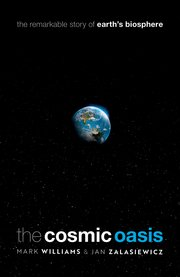 the remarkable story of earth's biosphere
the cosmic oasis
MARK WILLIAMS & JAN ZALASIEWICZ